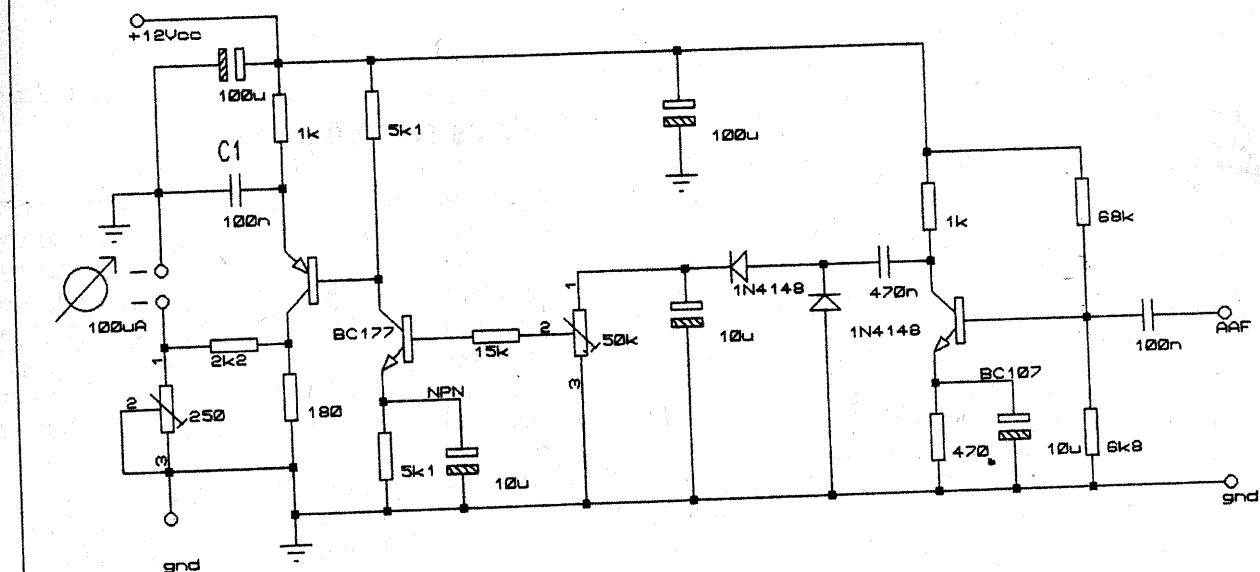 +12Vcc
100u
1k
5k1
100u
C1
100n
1k
68k
1
1N4148
470n
100uA
BC177
2
50k
10u
1N4148
AAF
100n
15k
1
2k2
3
BC107
2
250
180
NPN
3
5k1
10u
470
10u
6k8
gnd
gnd